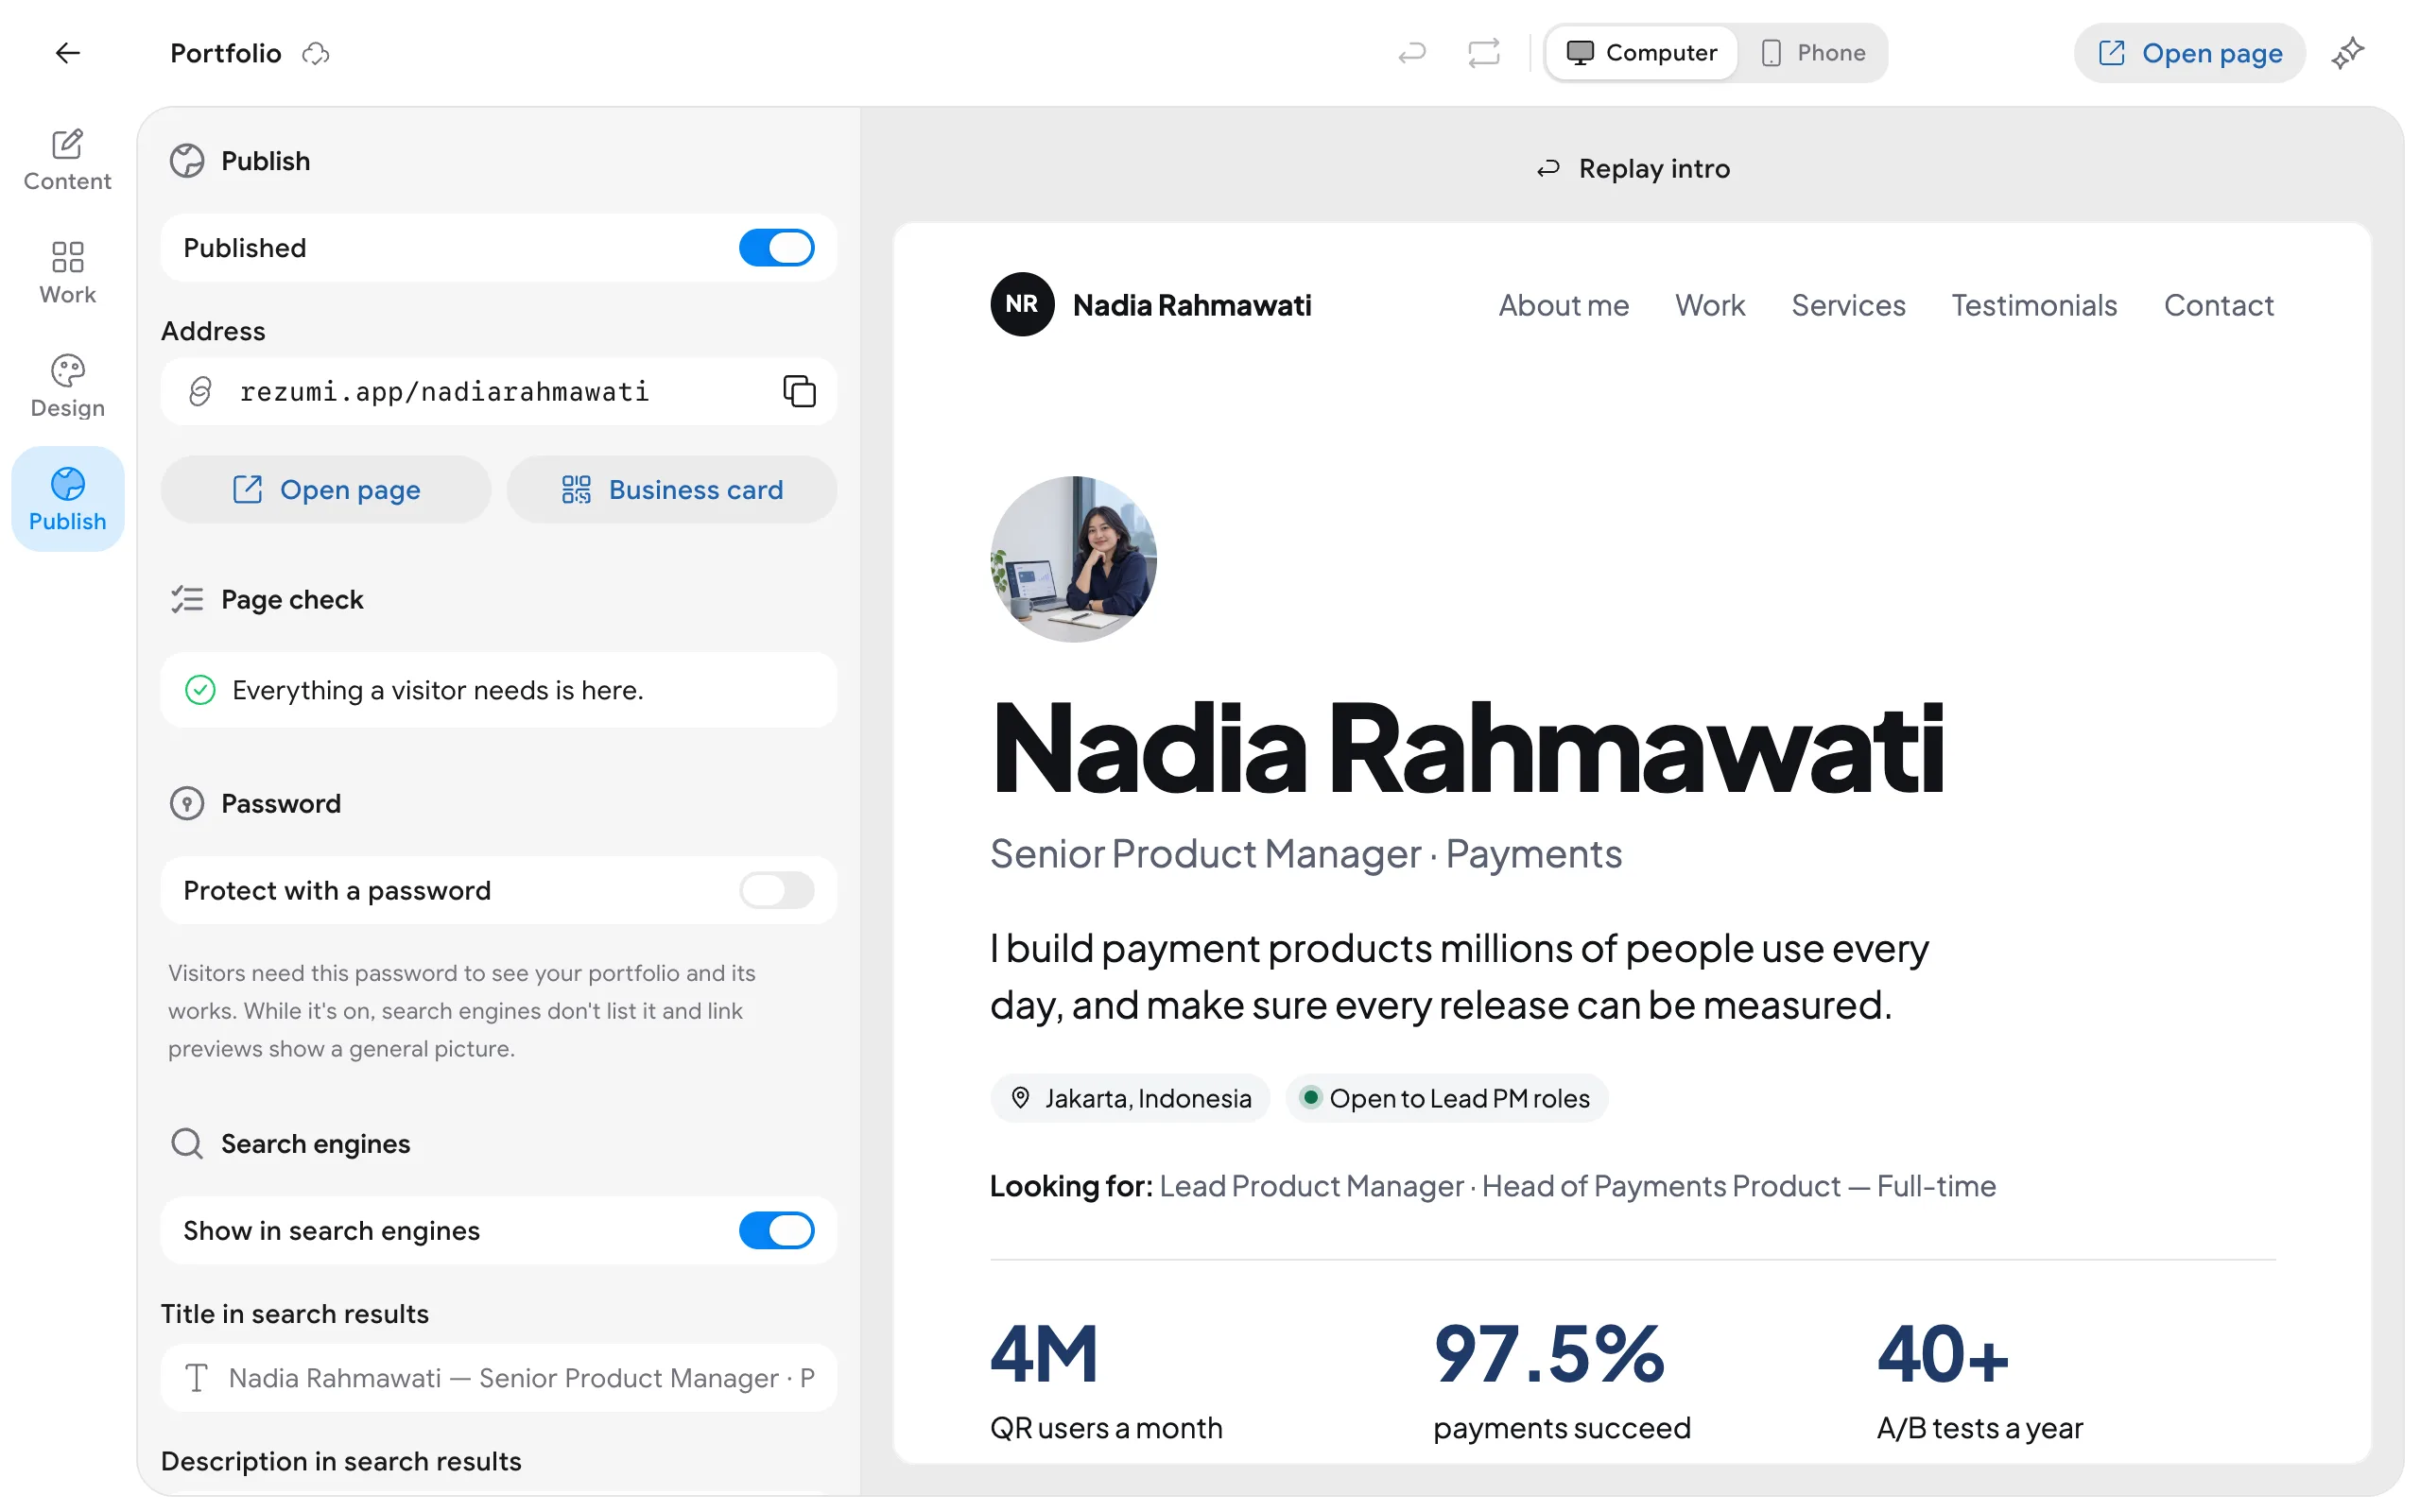 Portfolio
Computer
Phone
Open page
Content
Work
Design
Publish
Publish
Published
Address
rezumi.app/nadiarahmawati
Open page
Business card
Page check
Everything a visitor needs is here.
Password
Protect with a password
Visitors need this password to see your portfolio and its
works. While it's on, search engines don't list it and link
previews show a general picture.
Search engines
Show in search engines
Title in search results
Nadia Rahmawati — Senior Product Manager · P
Description in search results
Replay intro
NR
Nadia Rahmawati
About me
Work
Services
Testimonials
Contact
Nadia Rahmawati
Senior Product Manager · Payments
I build payment products millions of people use every
day, and make sure every release can be measured.
Jakarta, Indonesia
Open to Lead PM roles
Looking for: Lead Product Manager · Head of Payments Product — Full-time
4M
QR users a month
97.5%
payments succeed
40+
A/B tests a year